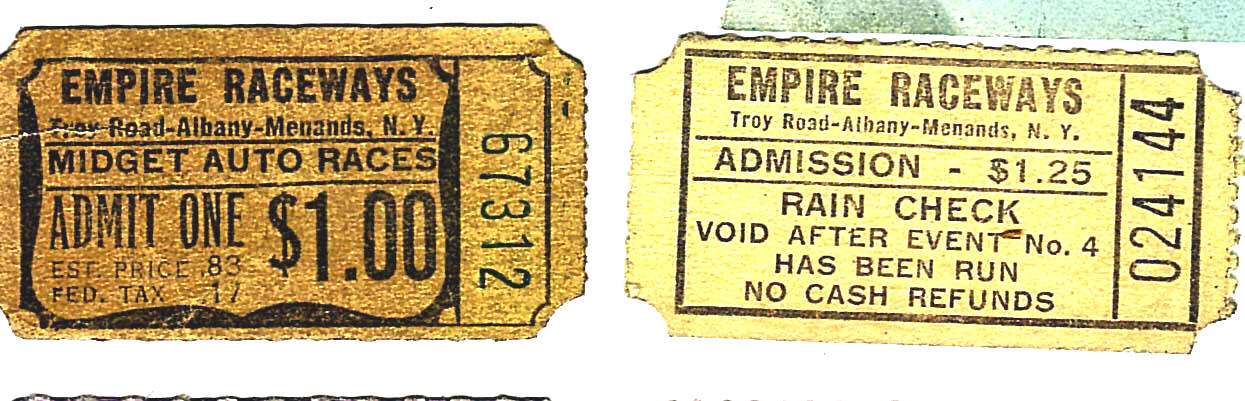 EMPIRE RACEWAYS
Troy Road-Albany-Menands, N. Y.
MIDGET AUTO RACES
ADMIT ONE $1.00
EST. PRICE .83
FED. TAX .17
67312
EMPIRE RACEWAYS
Troy Road-Albany-Menands, N. Y.
ADMISSION - $1.25
RAIN CHECK
VOID AFTER EVENT No. 4
HAS BEEN RUN
NO CASH REFUNDS
024144